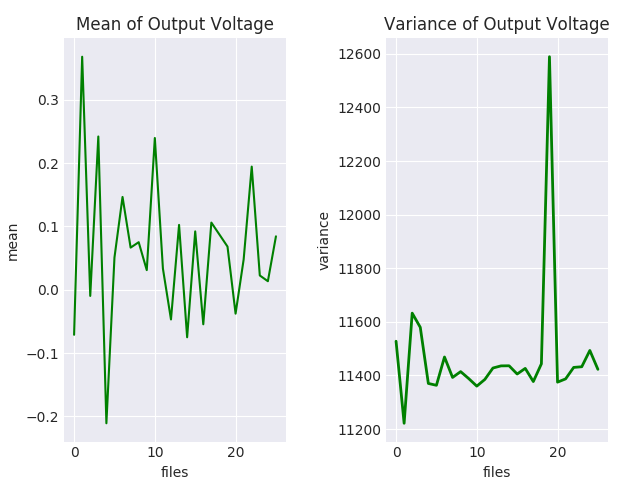 Mean of Output Voltage
0.3
0.2
0.1
0.0
−0.1
−0.2
mean
0 10 20
files
Variance of Output Voltage
12600
12400
12200
12000
11800
11600
11400
11200
variance
0 10 20
files